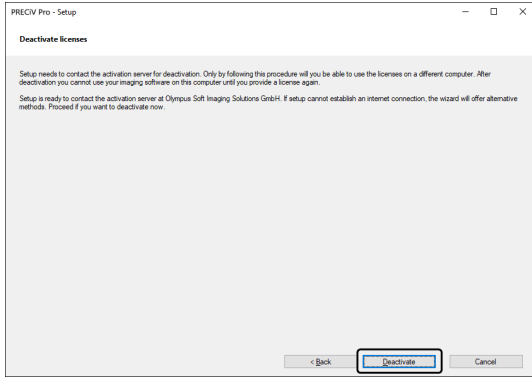 PRECiV Pro - Setup
Deactivate licenses
Setup needs to contact the activation server for deactivation. Only by following this procedure will you be able to use the licenses on a different computer. After
deactivation you cannot use your imaging software on this computer until you provide a license again.
Setup is ready to contact the activation server at Olympus Soft Imaging Solutions GmbH. If setup cannot establish an internet connection, the wizard will offer alternative
methods. Proceed if you want to deactivate now.
< Back Deactivate Cancel